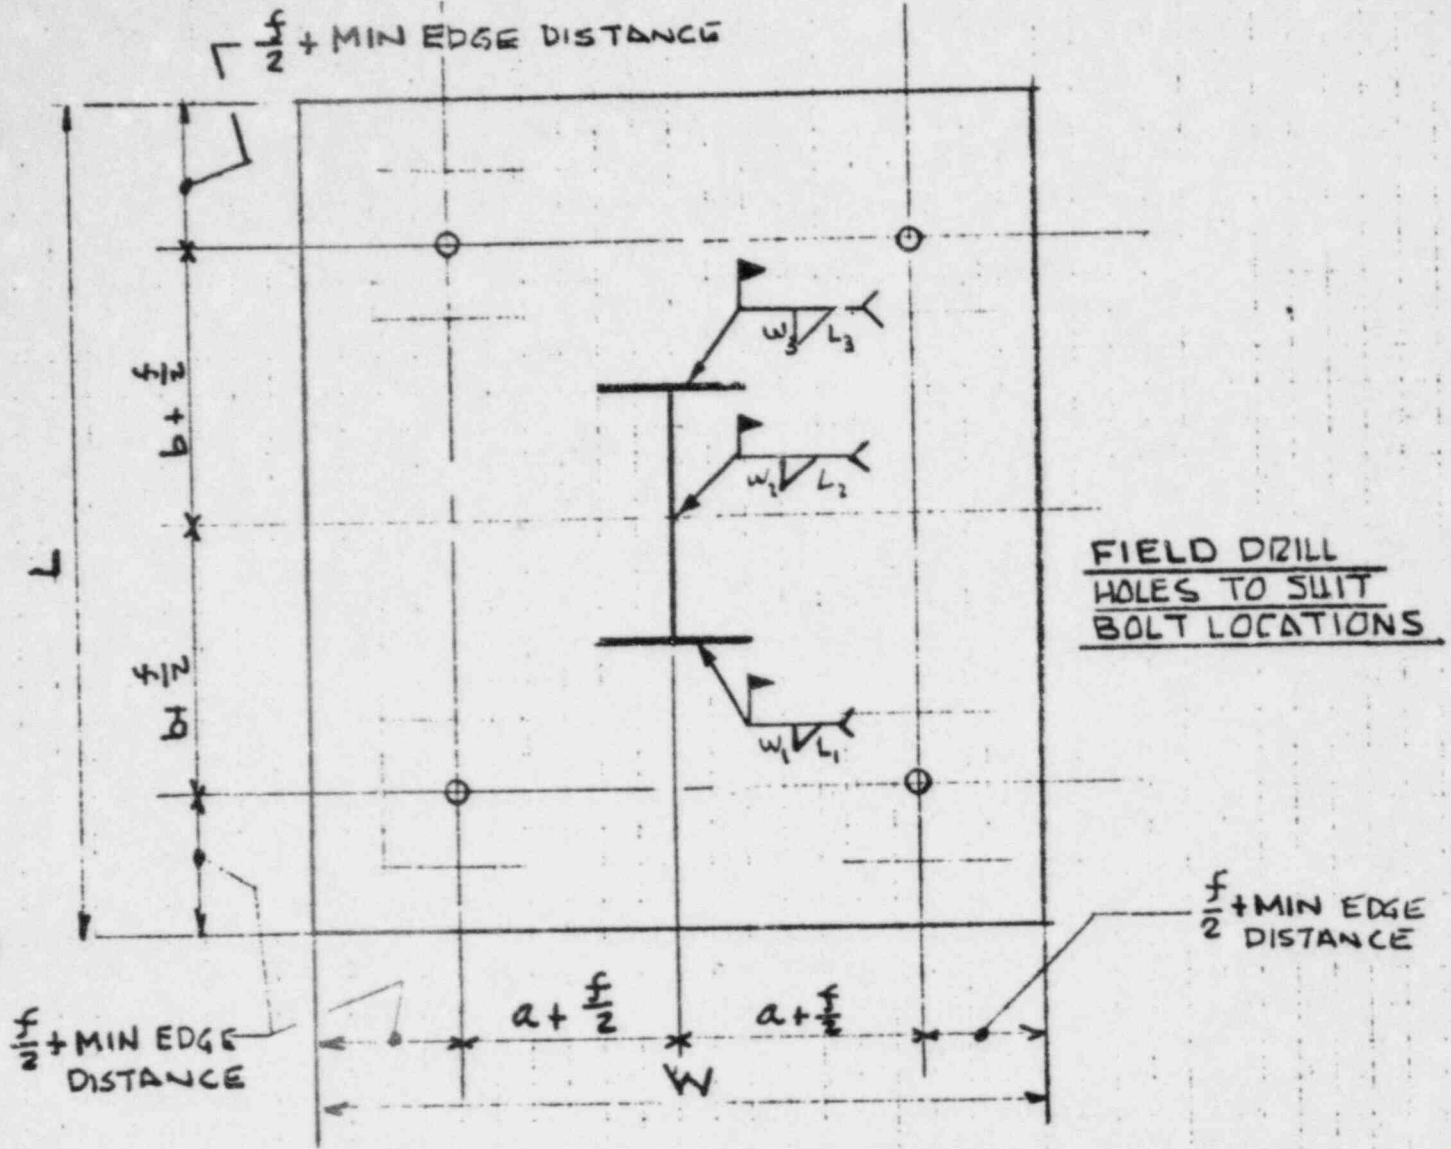 f/2 + MIN EDGE DISTANCE
L
b + f/2
b + f/2
W3 L3
W2 L2
W1 L1
FIELD DRILL
HOLES TO SUIT
BOLT LOCATIONS
f/2 + MIN EDGE
DISTANCE
f/2 + MIN EDGE
DISTANCE
a + f/2
a + f/2
W